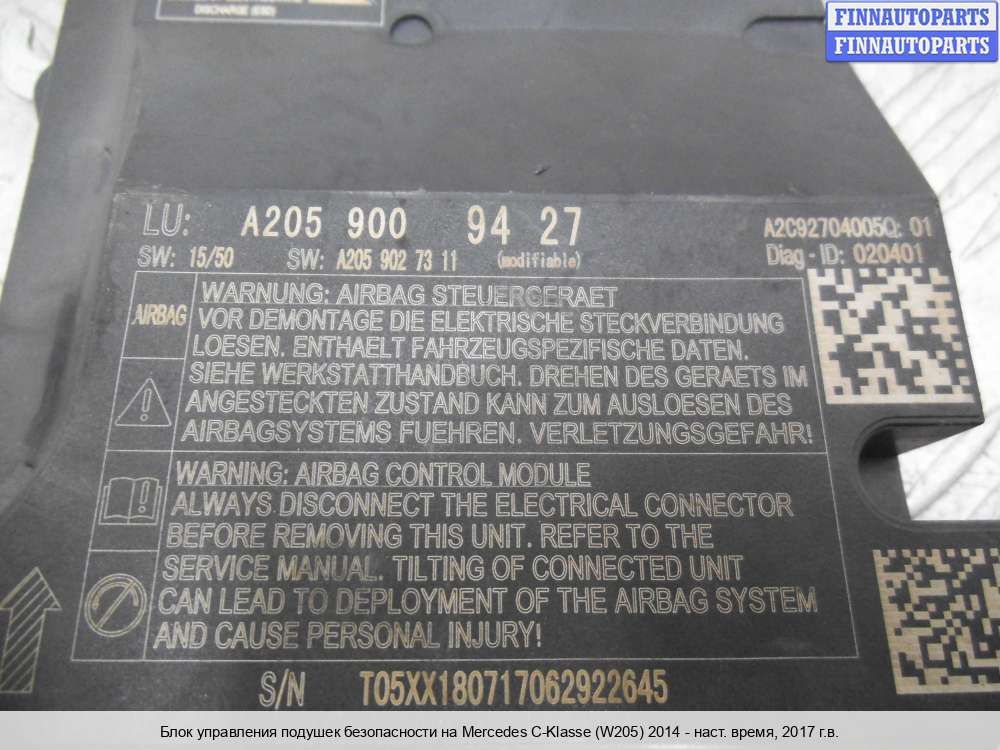 DISCHARGE (ESD)
FINNAUTOPARTS
FINNAUTOPARTS
LU: A205 900 94 27
A2C92704005Q: 01
SW: 15/50 SW: A205 902 73 11 (modifiable)
Diag - ID: 020401
AIRBAG
WARNUNG: AIRBAG STEUERGERAET
VOR DEMONTAGE DIE ELEKTRISCHE STECKVERBINDUNG
LOESEN. ENTHAELT FAHRZEUGSPEZIFISCHE DATEN.
SIEHE WERKSTATTHANDBUCH. DREHEN DES GERAETS IM
ANGESTECKTEN ZUSTAND KANN ZUM AUSLOESEN DES
AIRBAGSYSTEMS FUEHREN. VERLETZUNGSGEFAHR!
WARNING: AIRBAG CONTROL MODULE
ALWAYS DISCONNECT THE ELECTRICAL CONNECTOR
BEFORE REMOVING THIS UNIT. REFER TO THE
SERVICE MANUAL. TILTING OF CONNECTED UNIT
CAN LEAD TO DEPLOYMENT OF THE AIRBAG SYSTEM
AND CAUSE PERSONAL INJURY!
S/N T05XX180717062922645
Блок управления подушек безопасности на Mercedes C-Klasse (W205) 2014 - наст. время, 2017 г.в.